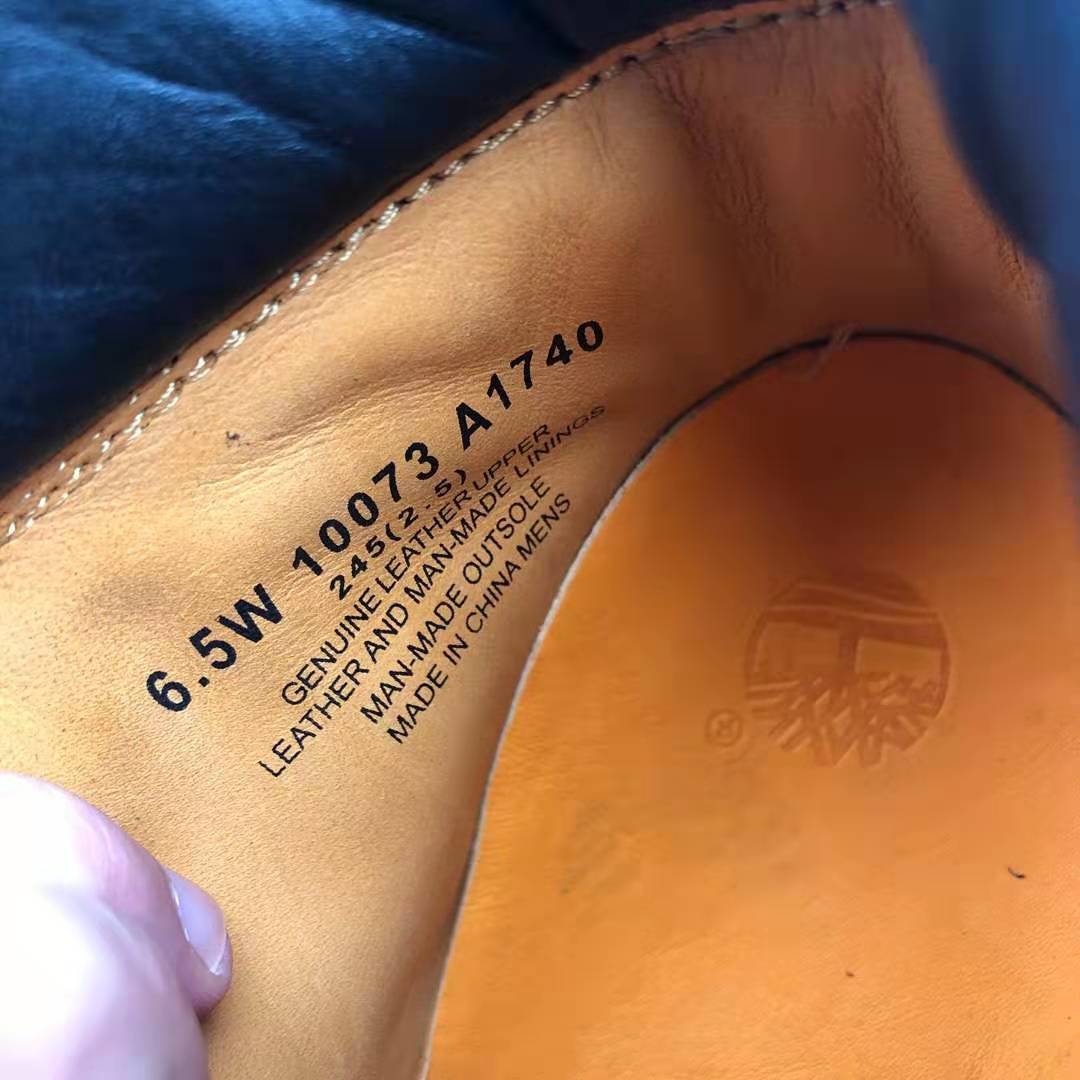 6.5W 10073 A1740
245(2.5)
GENUINE LEATHER UPPER
LEATHER AND MAN-MADE LININGS
MAN-MADE OUTSOLE
MADE IN CHINA MENS
®